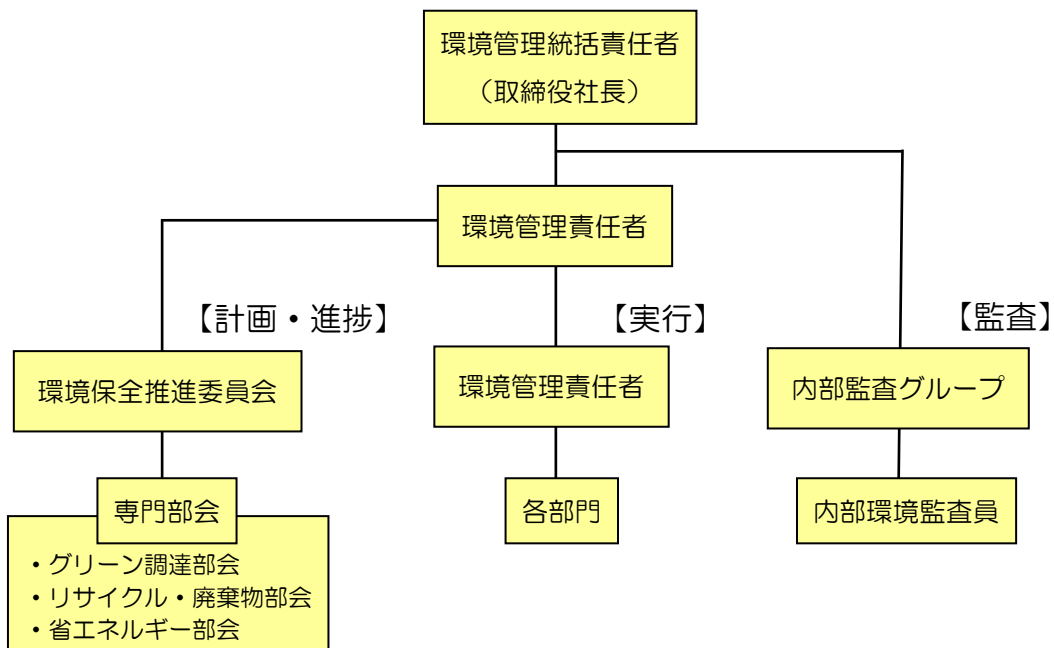 環境管理統括責任者
(取締役社長)
環境管理責任者
【計画・進捗】
【実行】
【監査】
環境保全推進委員会
環境管理責任者
内部監査グループ
専門部会
各部門
内部環境監査員
・グリーン調達部会
・リサイクル・廃棄物部会
・省エネルギー部会